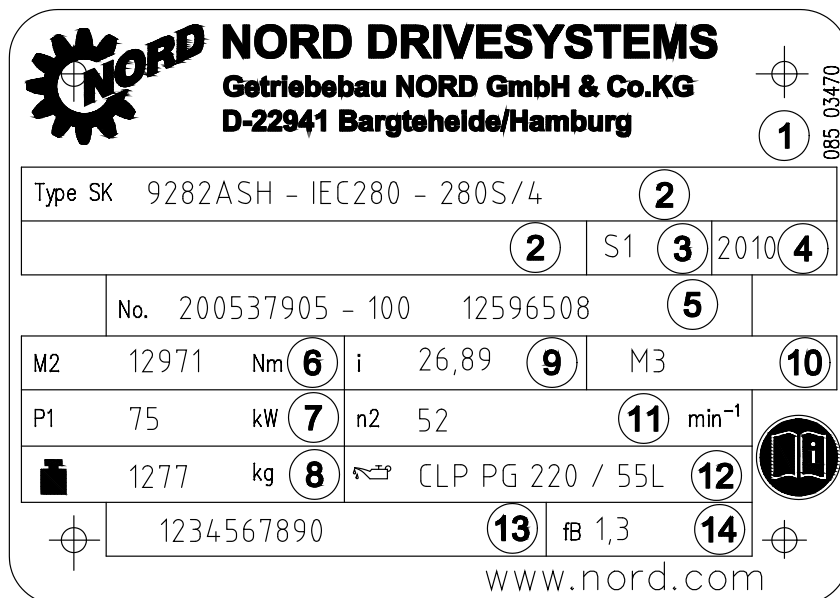 NORD NORD DRIVESYSTEMS
Getriebebau NORD GmbH & Co.KG
D-22941 Bargteheide/Hamburg
1
085 03470
Type SK 9282ASH - IEC280 - 280S/4 2
2 S1 3 2010 4
No. 200537905 - 100 12596508 5
M2 12971 Nm 6 i 26,89 9 M3 10
P1 75 kW 7 n2 52 11 min⁻¹
1277 kg 8 CLP PG 220 / 55L 12
i
1234567890 13 fB 1,3 14
www.nord.com